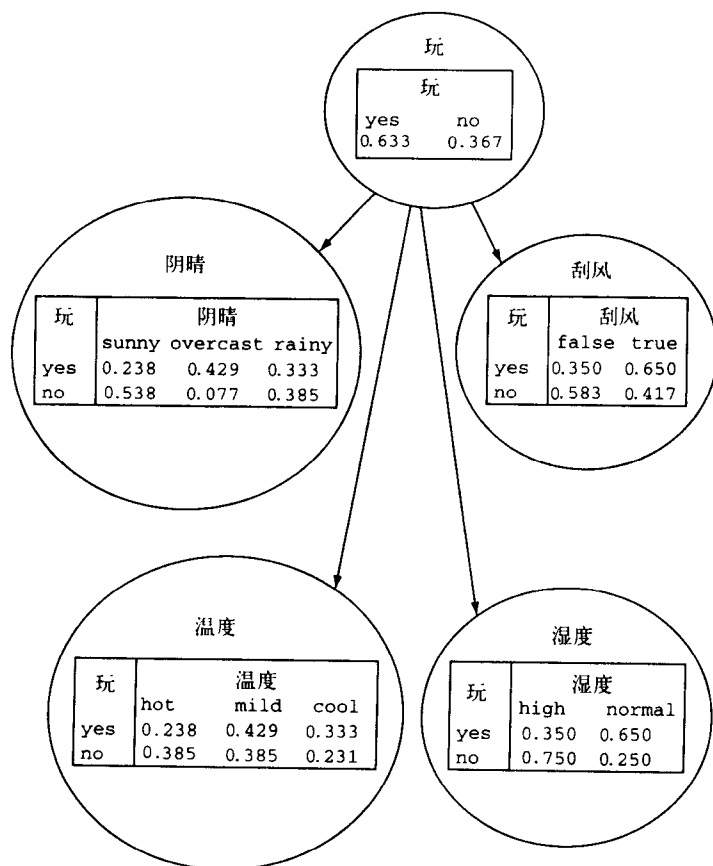 玩
玩
yes no
0.633 0.367
阴晴
玩 阴晴
sunny overcast rainy
yes 0.238 0.429 0.333
no 0.538 0.077 0.385
刮风
玩 刮风
false true
yes 0.350 0.650
no 0.583 0.417
温度
玩 温度
hot mild cool
yes 0.238 0.429 0.333
no 0.385 0.385 0.231
湿度
玩 湿度
high normal
yes 0.350 0.650
no 0.750 0.250